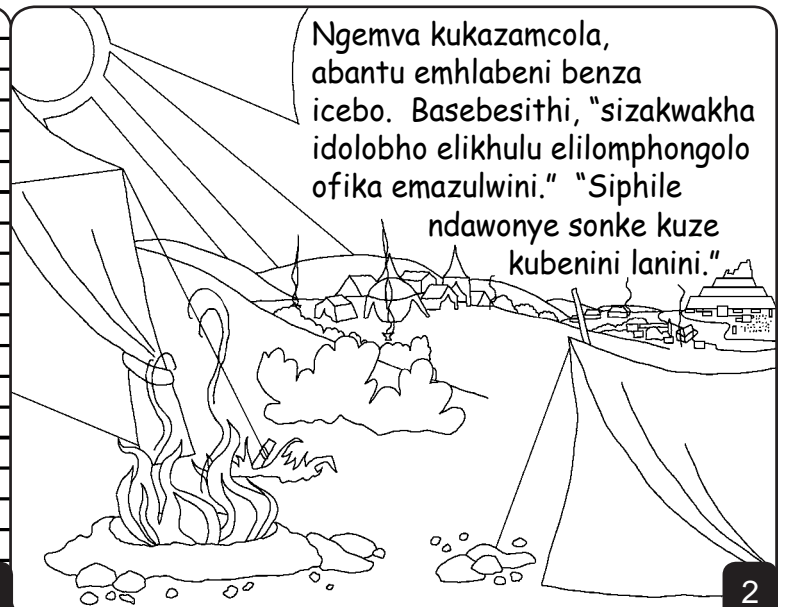 Ngemva kukazamcola,
abantu emhlabeni benza
icebo. Basebesithi, “sizakwakha
idolobho elikhulu elilomphongolo
ofika emazulwini.” “Siphile
ndawonye sonke kuze
kubenini lanini.”
2